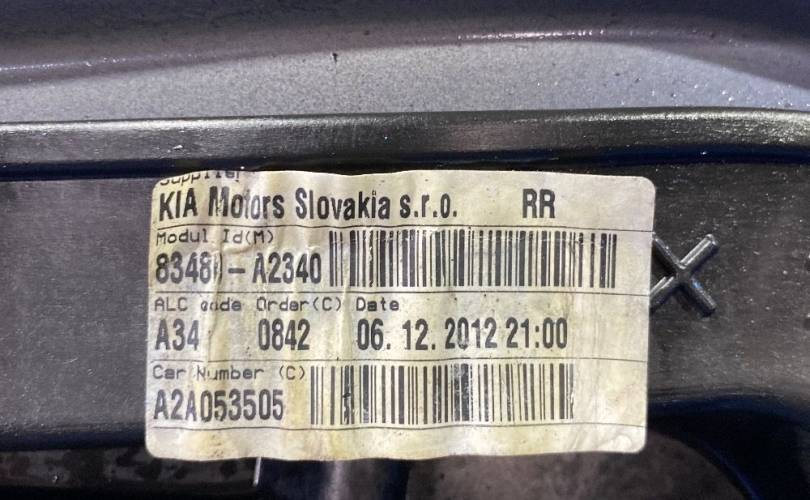 Supplier
KIA Motors Slovakia s.r.o. RR
Modul Id(M)
A2340
ALC code Order(C) Date
A34 0842 06. 12. 2012 21:00
Car Number (C)
A2A053505